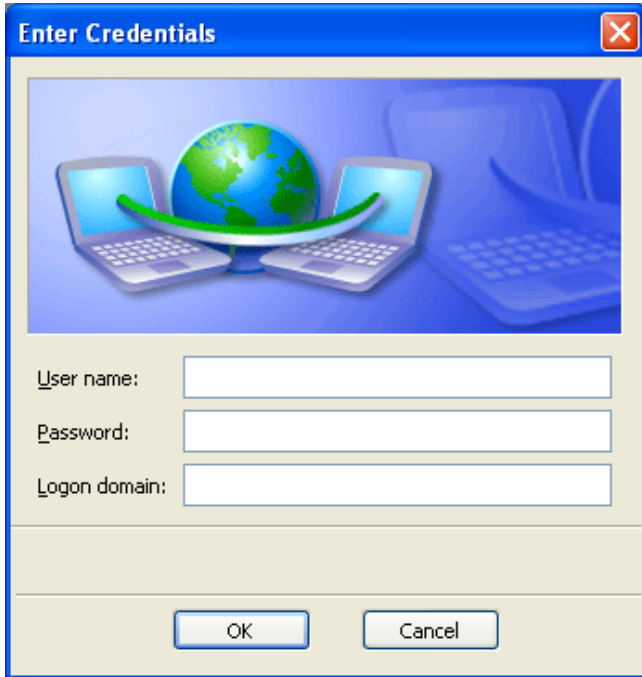 Enter Credentials
User name:
Password:
Logon domain:
OK Cancel